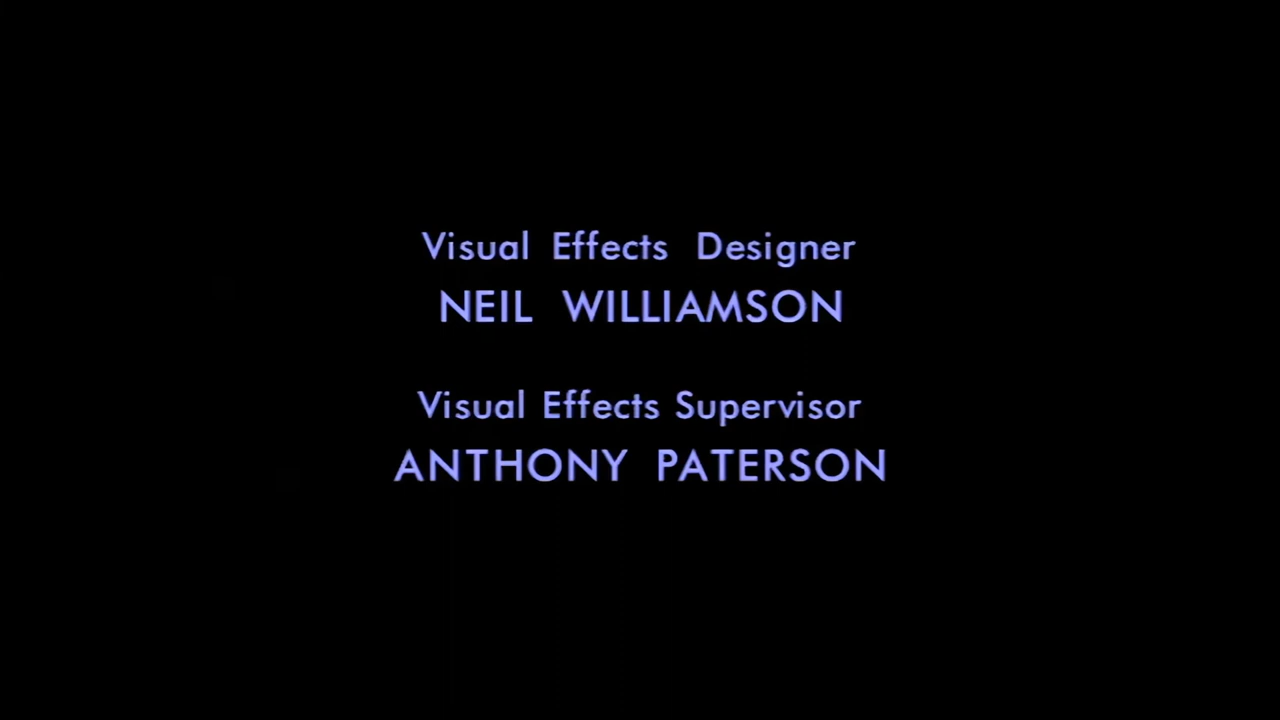 Visual Effects Designer
NEIL WILLIAMSON
Visual Effects Supervisor
ANTHONY PATERSON